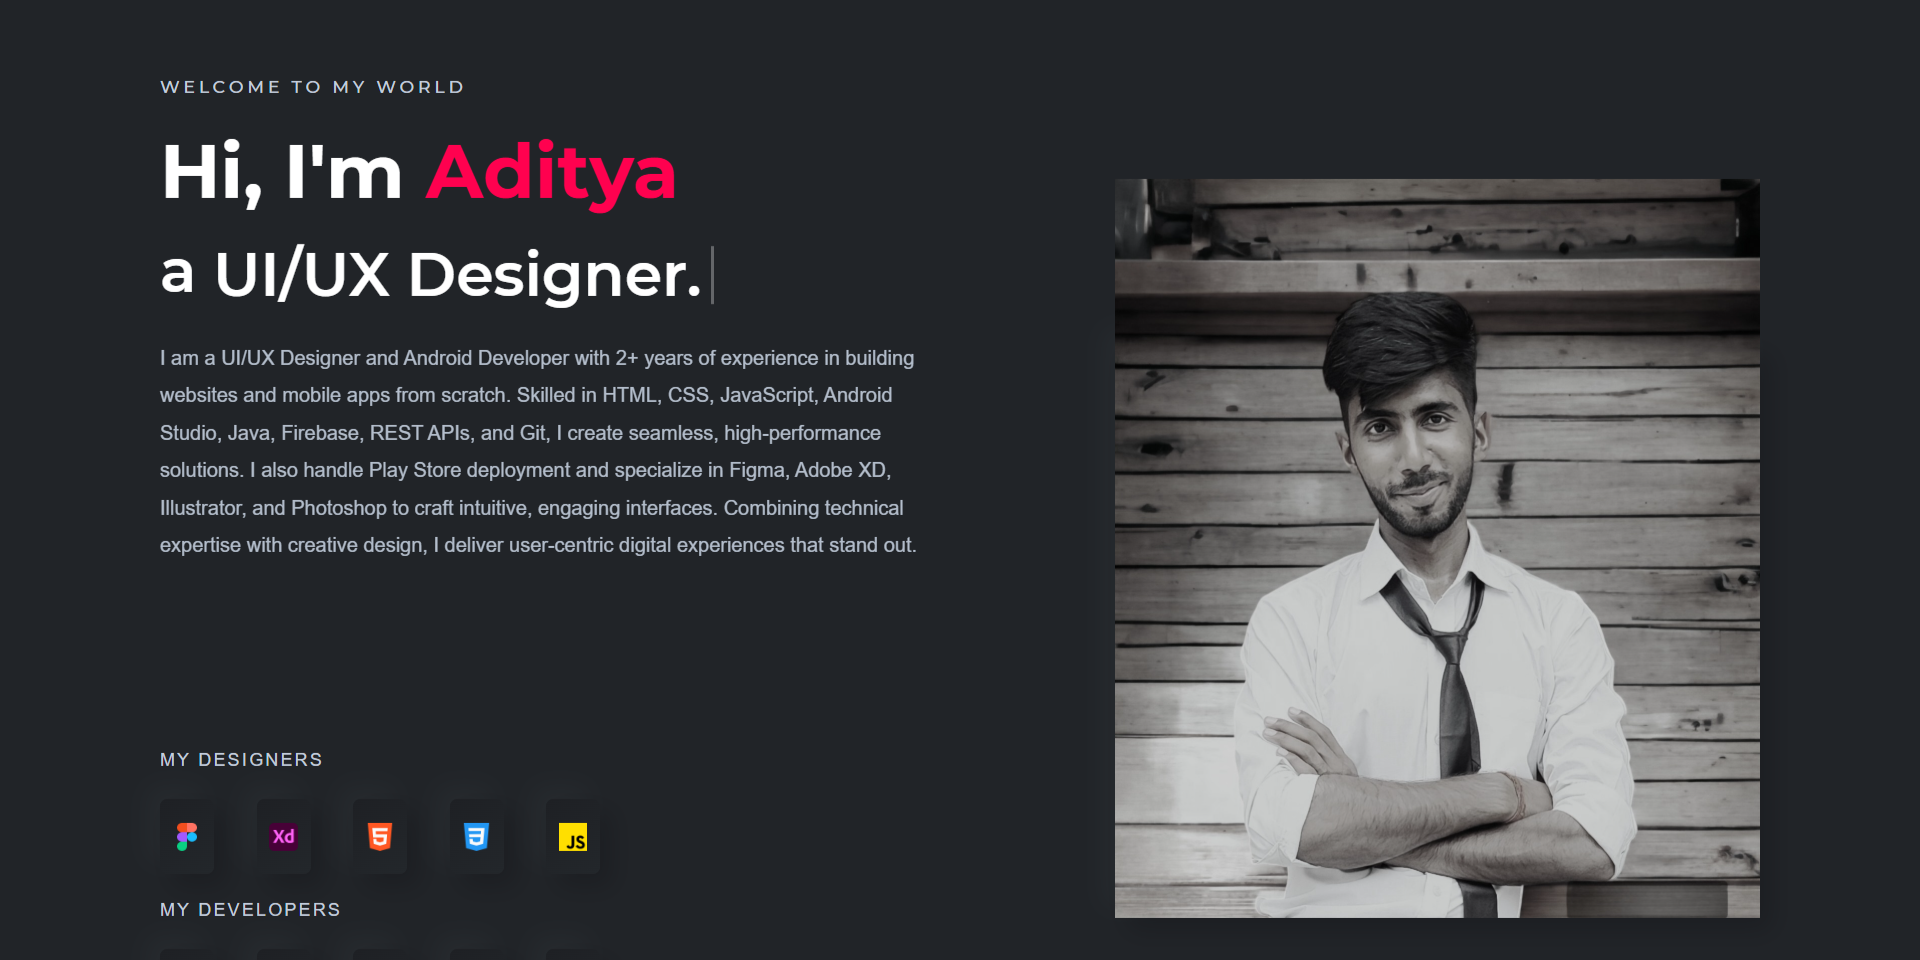 WELCOME TO MY WORLD
Hi, I'm Aditya
a UI/UX Designer.
I am a UI/UX Designer and Android Developer with 2+ years of experience in building
websites and mobile apps from scratch. Skilled in HTML, CSS, JavaScript, Android
Studio, Java, Firebase, REST APIs, and Git, I create seamless, high-performance
solutions. I also handle Play Store deployment and specialize in Figma, Adobe XD,
Illustrator, and Photoshop to craft intuitive, engaging interfaces. Combining technical
expertise with creative design, I deliver user-centric digital experiences that stand out.
MY DESIGNERS
Xd 5 3 JS
MY DEVELOPERS